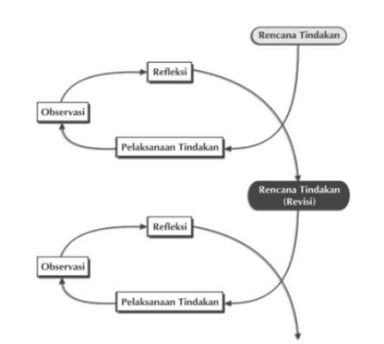 Rencana Tindakan
Refleksi
Observasi
Pelaksanaan Tindakan
Rencana Tindakan
(Revisi)
Refleksi
Observasi
Pelaksanaan Tindakan